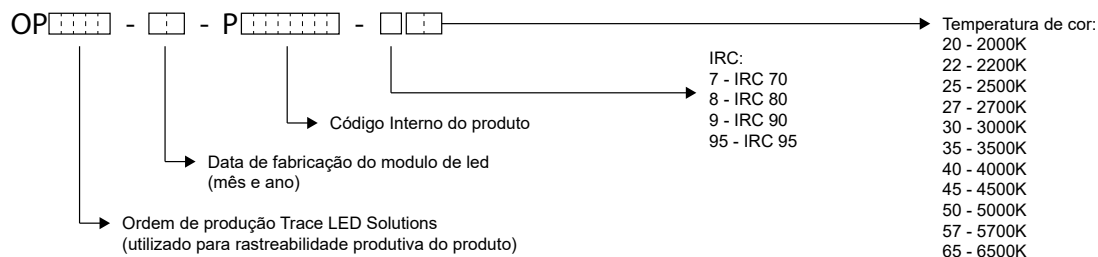 OP - - P -
Temperatura de cor:
20 - 2000K
22 - 2200K
25 - 2500K
27 - 2700K
30 - 3000K
35 - 3500K
40 - 4000K
45 - 4500K
50 - 5000K
57 - 5700K
65 - 6500K
IRC:
7 - IRC 70
8 - IRC 80
9 - IRC 90
95 - IRC 95
Código Interno do produto
Data de fabricação do modulo de led
(mês e ano)
Ordem de produção Trace LED Solutions
(utilizado para rastreabilidade produtiva do produto)